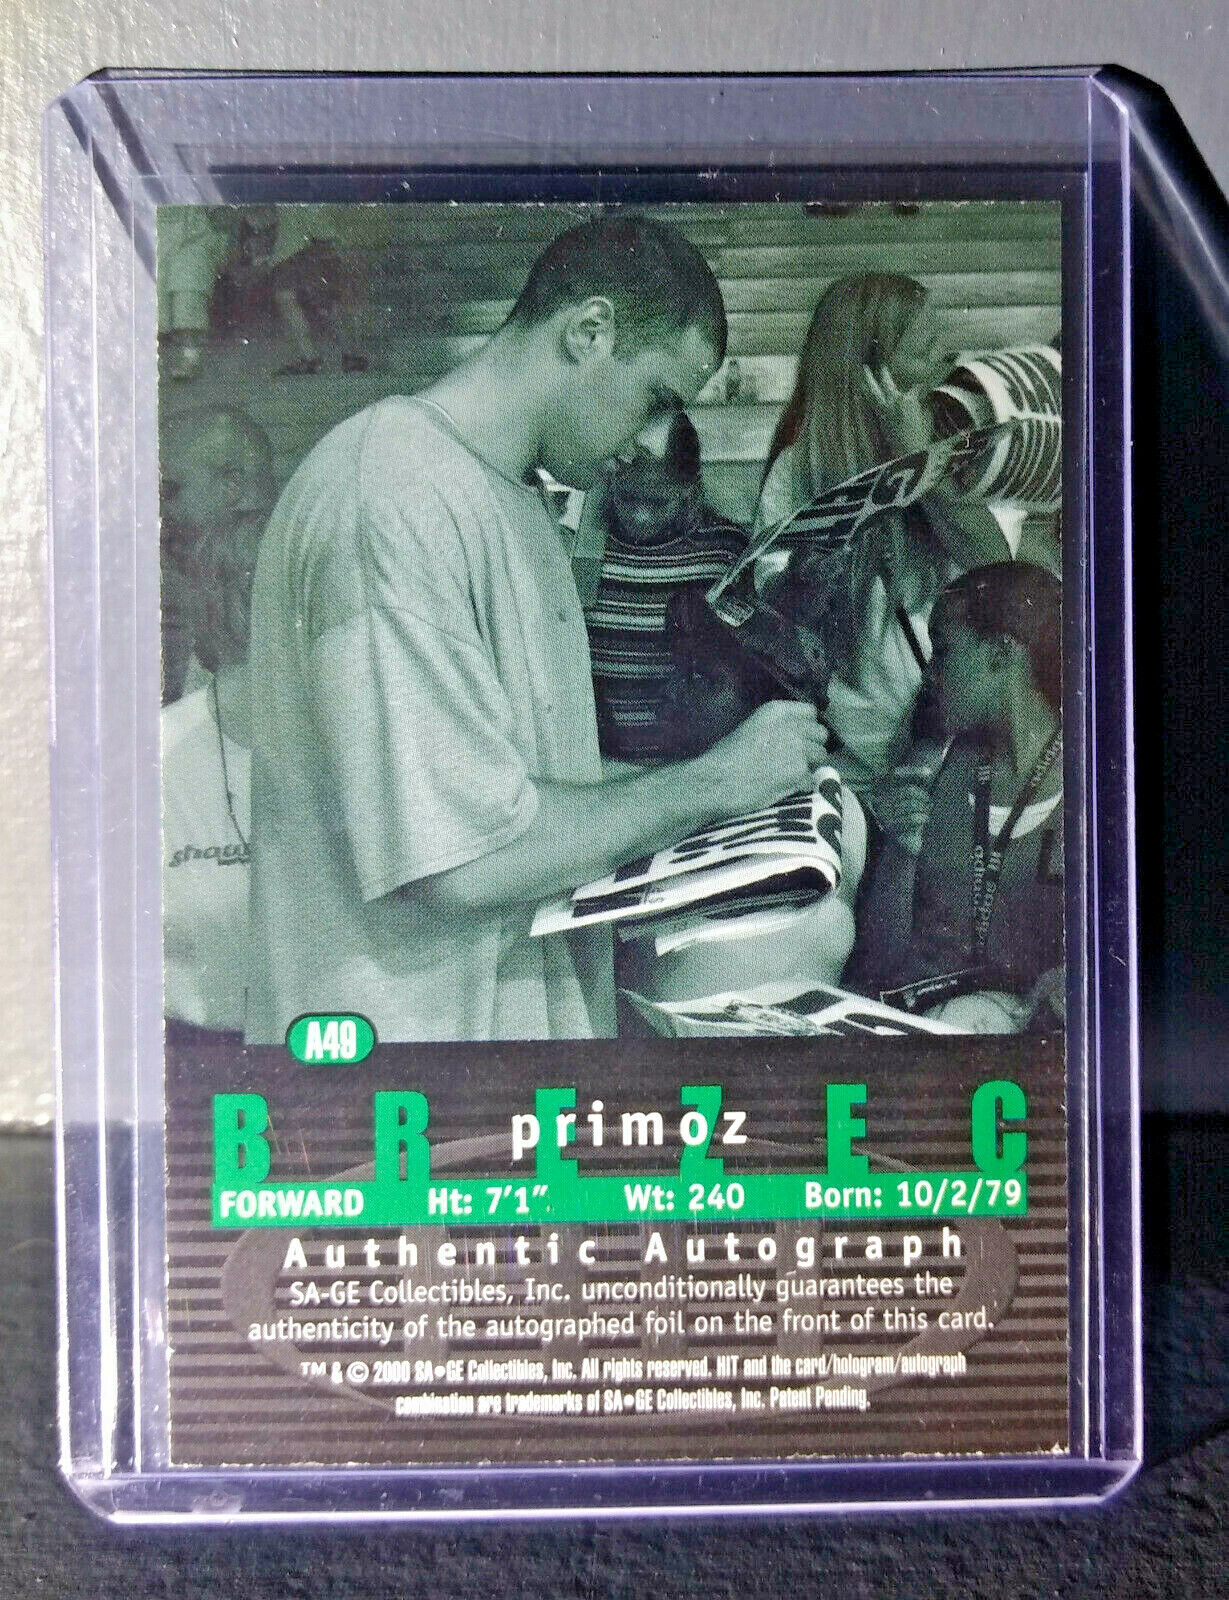 A49
BREZEC
primoz
FORWARD Ht: 7'1" Wt: 240 Born: 10/2/79
Authentic Autograph
SA-GE Collectibles, Inc. unconditionally guarantees the
authenticity of the autographed foil on the front of this card.
™ & © 2000 SA•GE Collectibles, Inc. All rights reserved. HIT and the card/hologram/autograph
combination are trademarks of SA•GE Collectibles, Inc. Patent Pending.